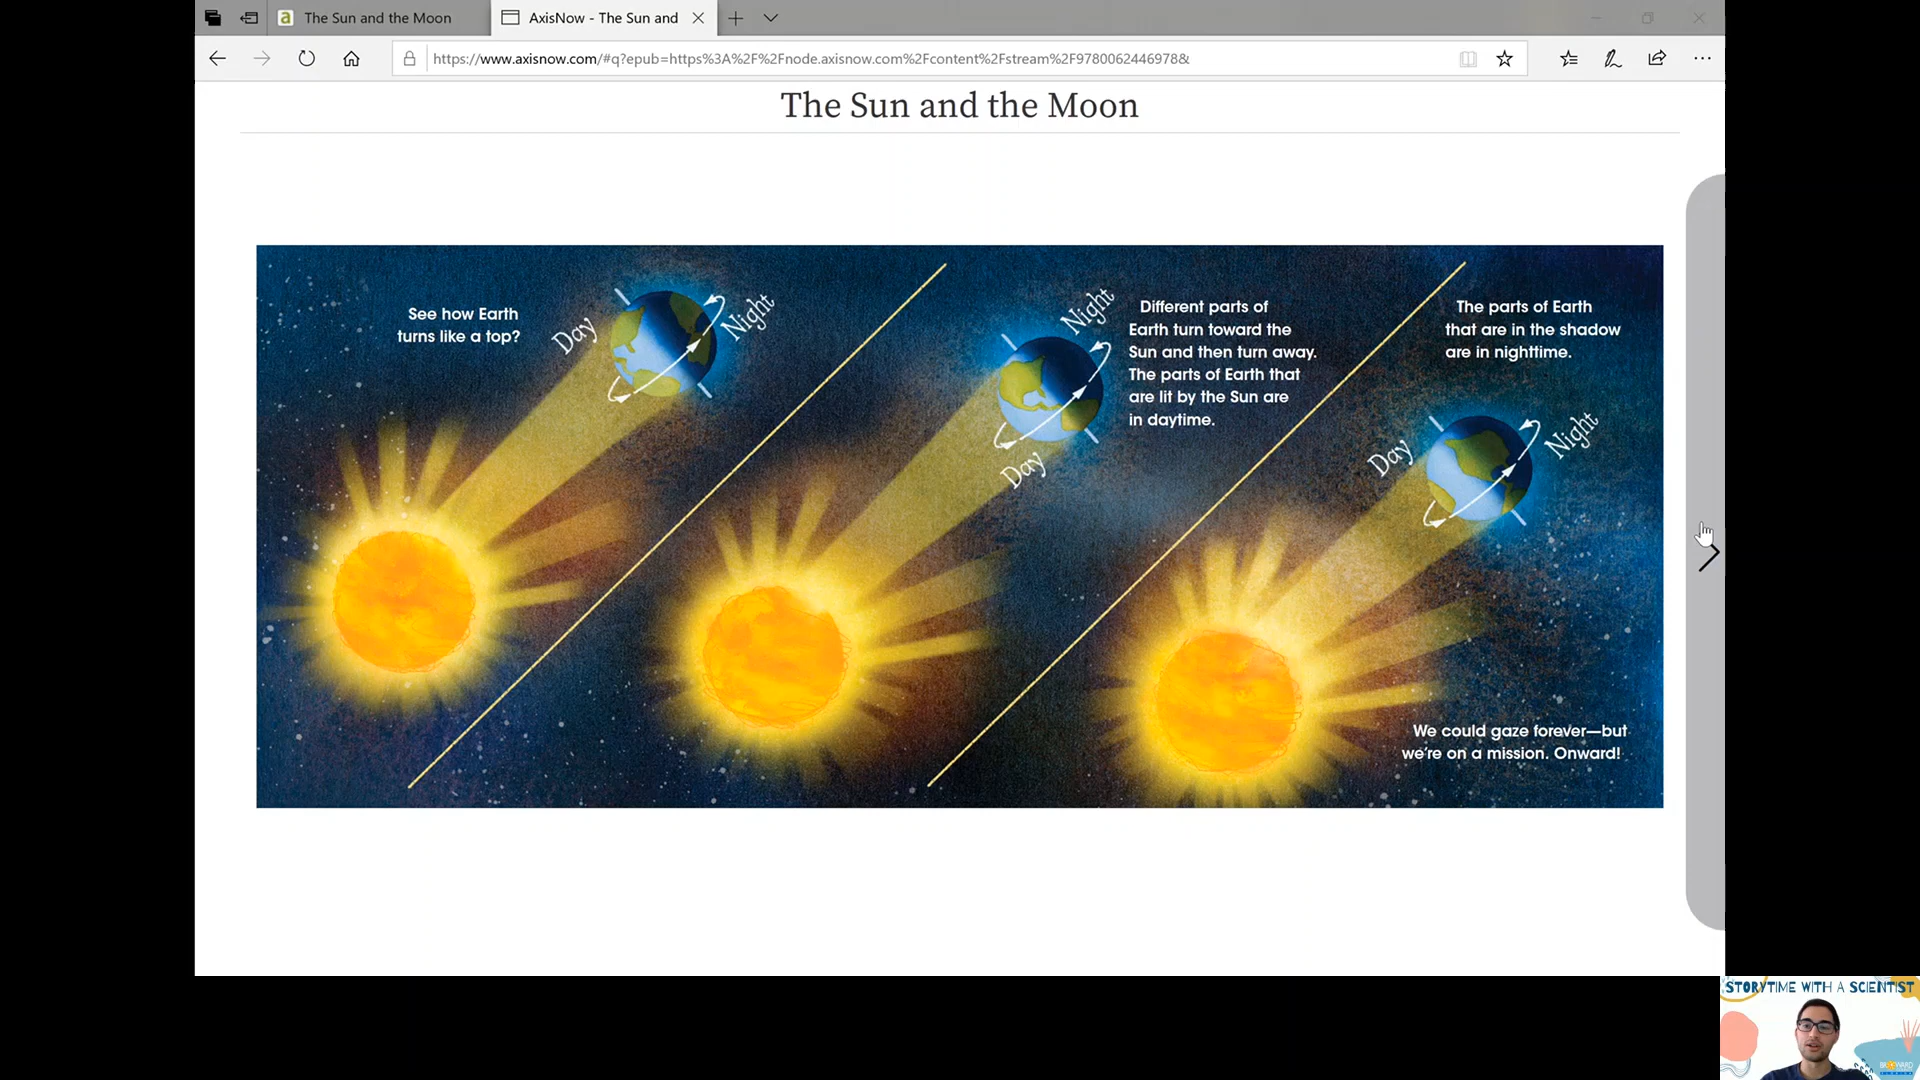 The Sun and the Moon
AxisNow - The Sun and
https://www.axisnow.com/#q?epub=https%3A%2F%2Fnode.axisnow.com%2Fcontent%2Fstream%2F9780062446978&
The Sun and the Moon
See how Earth
turns like a top?
Day
Night
Night
Day
Different parts of
Earth turn toward the
Sun and then turn away.
The parts of Earth that
are lit by the Sun are
in daytime.
The parts of Earth
that are in the shadow
are in nighttime.
Day
Night
We could gaze forever—but
we're on a mission. Onward!
STORYTIME WITH A SCIENTIST
BROWARD